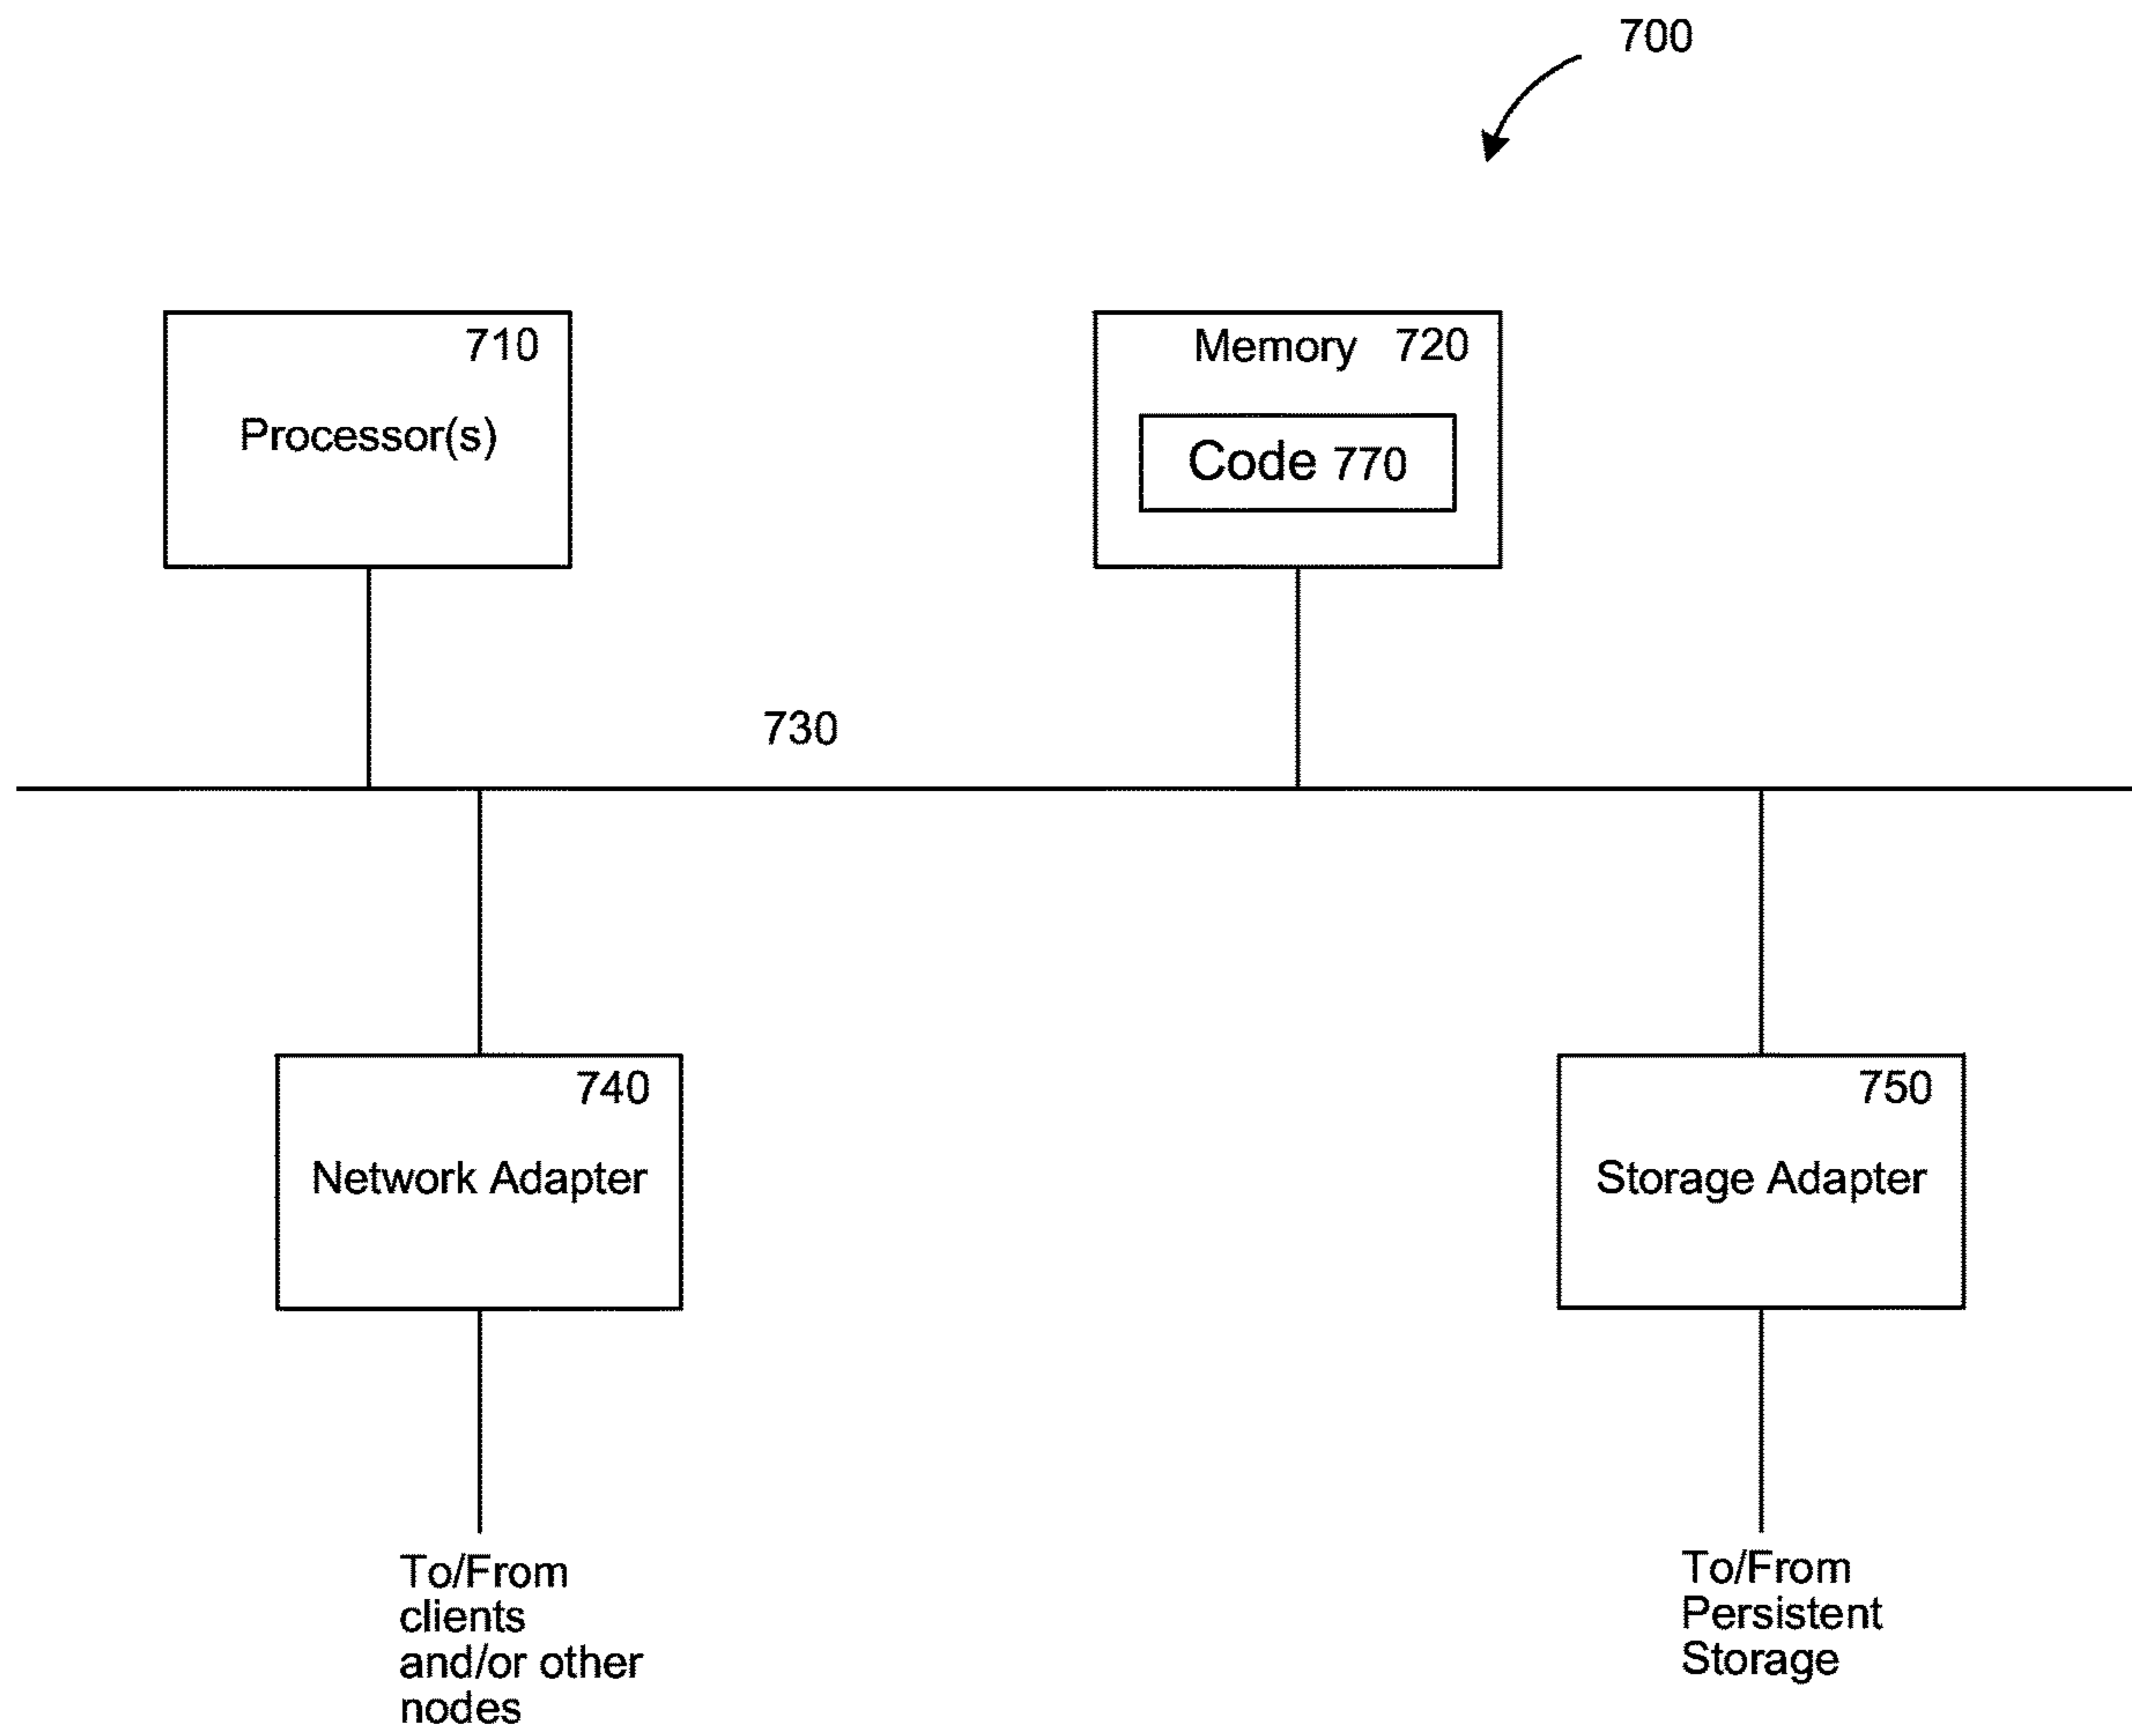 700
710
Processor(s)
Memory 720
Code 770
730
740
Network Adapter
750
Storage Adapter
To/From
clients
and/or other
nodes
To/From
Persistent
Storage